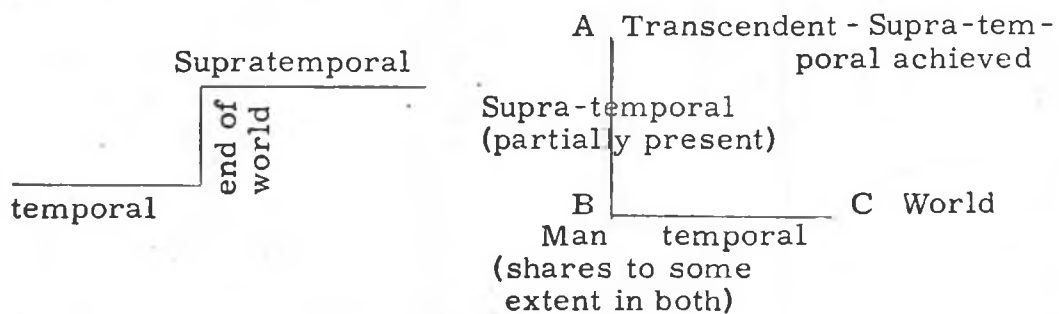 Supratemporal
end of
world
temporal
A Transcendent - Supra-tem-
poral achieved
Supra-temporal
(partially present)
B C World
Man temporal
(shares to some
extent in both)